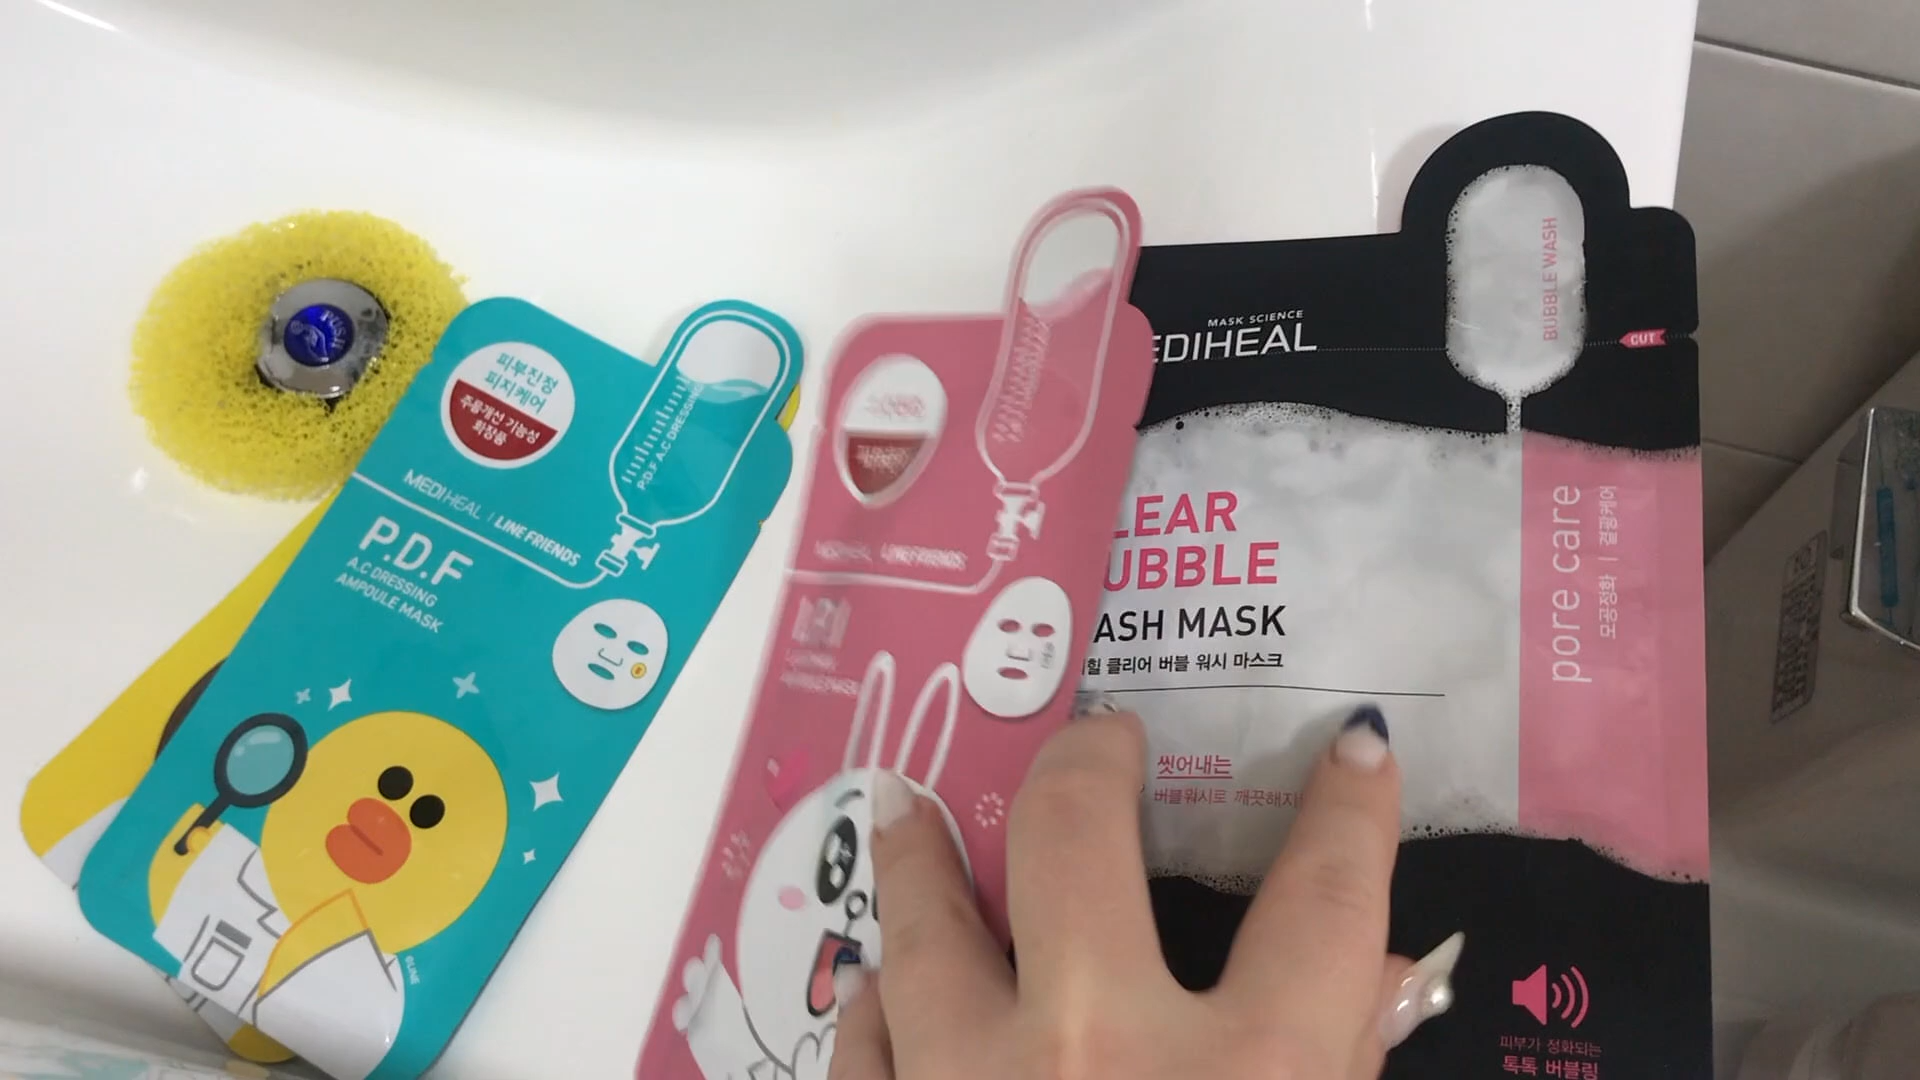 PUSH
피부진정
피지케어
주름개선 기능성
화장품
P.D.F A.C DRESSING
MEDIHEAL | LINE FRIENDS
P.D.F
A.C DRESSING
AMPOULE MASK
©LINE
LINE FRIENDS
MASK SCIENCE
EDIHEAL
BUBBLE WASH
CUT
LEAR
UBBLE
ASH MASK
힐 클리어 버블 워시 마스크
씻어내는
버블워시로 깨끗해지
pore care
모공정화 | 결광케어
피부가 정화되는
톡톡 버블링